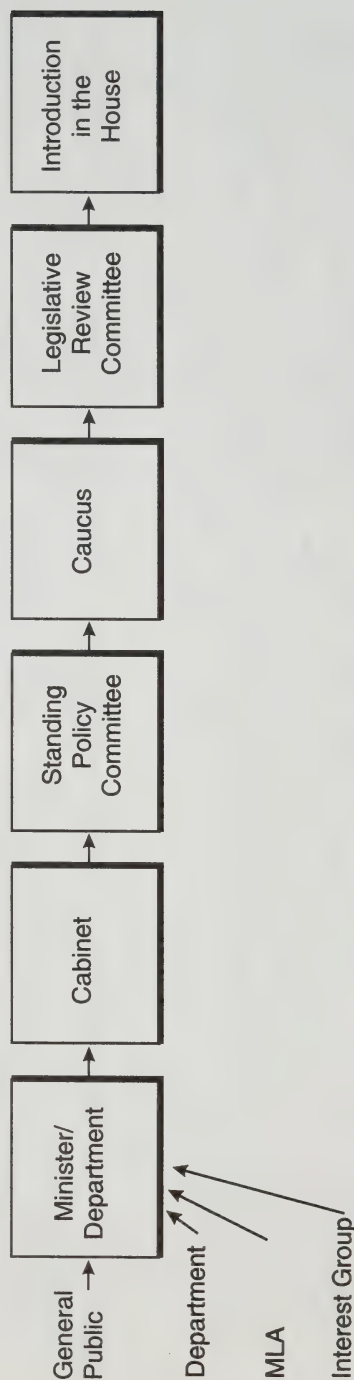 General
Public
Department
MLA
Interest Group
Minister/
Department
Cabinet
Standing
Policy
Committee
Caucus
Legislative
Review
Committee
Introduction
in the
House